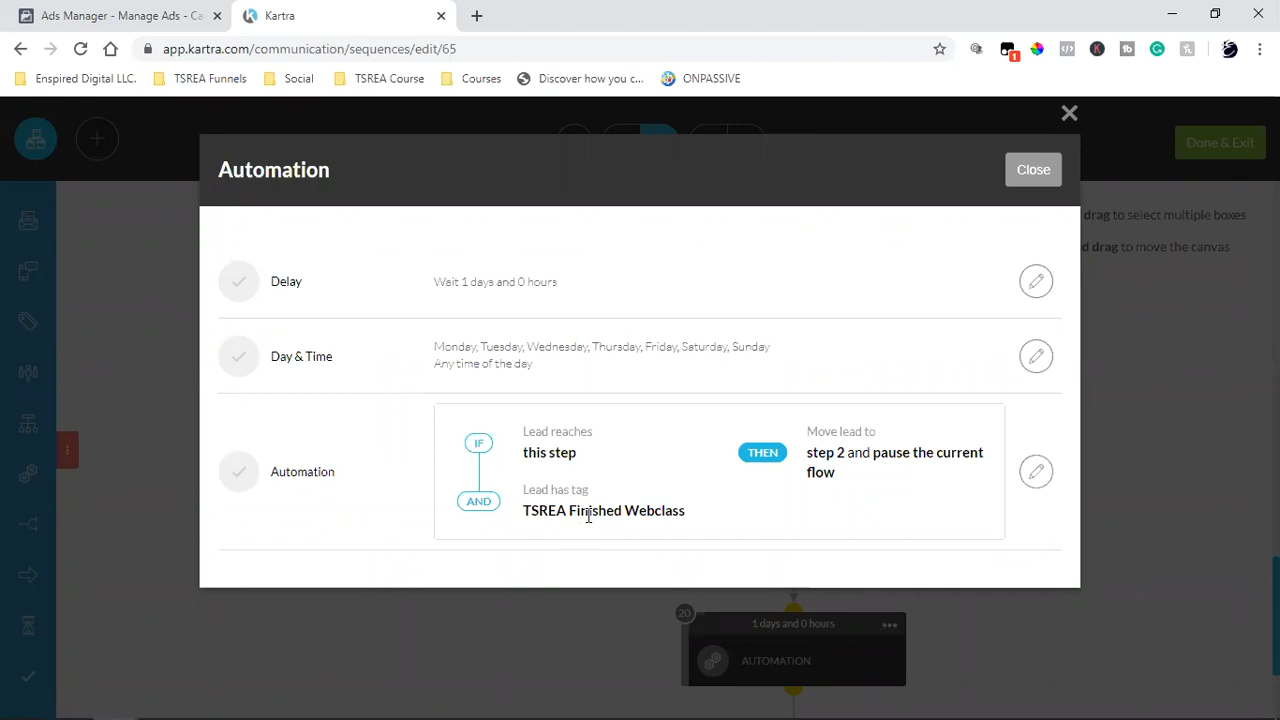 Ads Manager - Manage Ads - Ca
Kartra
app.kartra.com/communication/sequences/edit/65
1
Enspired Digital LLC.
TSREA Funnels
Social
TSREA Course
Courses
Discover how you c...
ONPASSIVE
Done & Exit
Automation
Close
drag to select multiple boxes
d drag to move the canvas
Delay
Wait 1 days and 0 hours
Day & Time
Monday, Tuesday, Wednesday, Thursday, Friday, Saturday, Sunday
Any time of the day
Automation
IF
Lead reaches
this step
AND
Lead has tag
TSREA Finished Webclass
THEN
Move lead to
step 2 and pause the current
flow
20
1 days and 0 hours
AUTOMATION